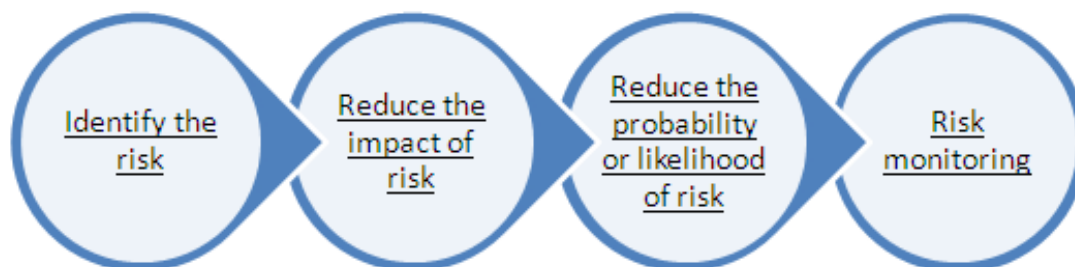 Identify the
risk
Reduce the
impact of
risk
Reduce the
probability
or likelihood
of risk
Risk
monitoring